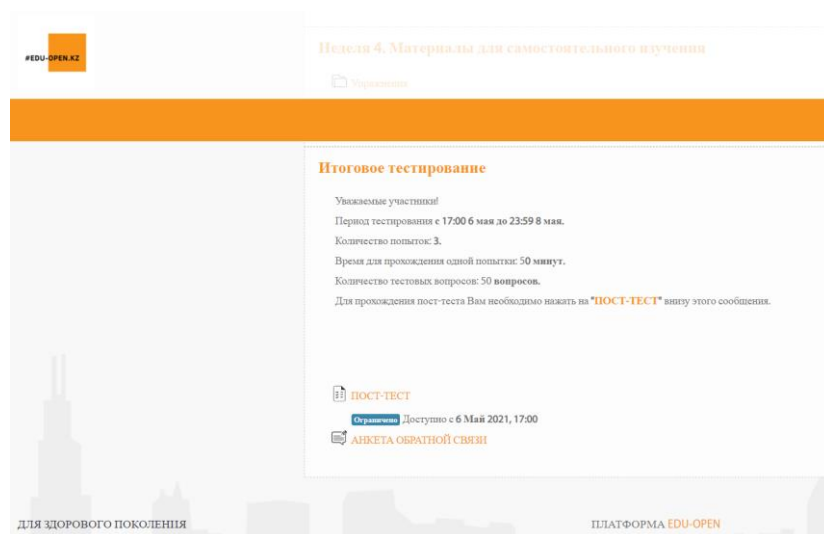 #EDU-OPEN.KZ
Неделя 4. Материалы для самостоятельного изучения
Упражнения
Итоговое тестирование
Уважаемые участники!
Период тестирования с 17:00 6 мая до 23:59 8 мая.
Количество попыток: 3.
Время для прохождения одной попытки: 50 минут.
Количество тестовых вопросов: 50 вопросов.
Для прохождения пост-теста Вам необходимо нажать на "ПОСТ-ТЕСТ" внизу этого сообщения.
ПОСТ-ТЕСТ
Ограничено Доступно с 6 Май 2021, 17:00
АНКЕТА ОБРАТНОЙ СВЯЗИ
ДЛЯ ЗДОРОВОГО ПОКОЛЕНИЯ
ПЛАТФОРМА EDU-OPEN